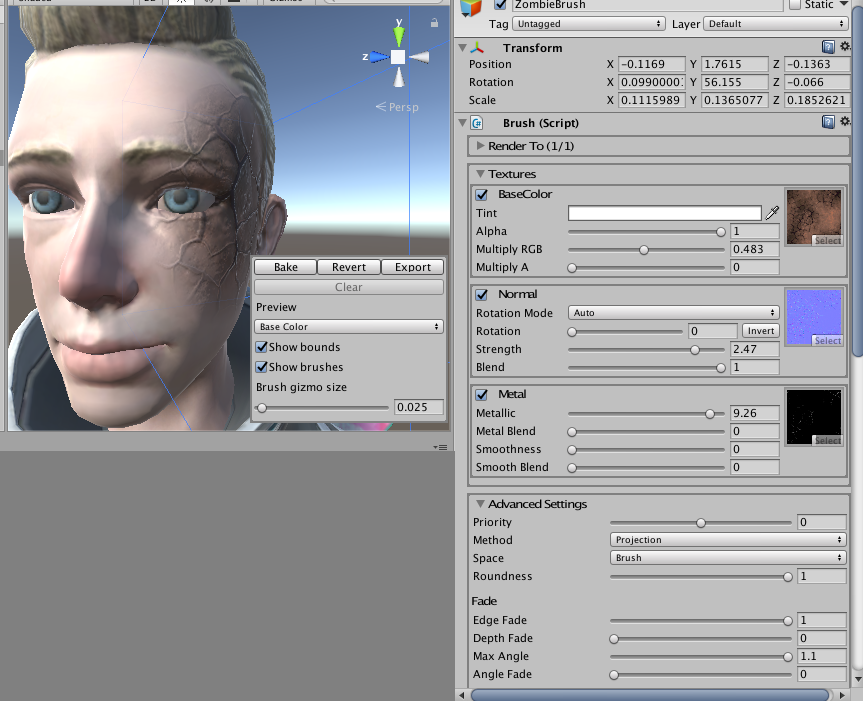 ZombieBrush
Static
Tag Untagged Layer Default
Transform
Position X -0.1169 Y 1.7615 Z -0.1363
Rotation X 0.0990000: Y 56.155 Z -0.066
Scale X 0.1115989 Y 0.1365077 Z 0.1852621
Brush (Script)
Render To (1/1)
Textures
BaseColor
Tint
Alpha 1
Multiply RGB 0.483
Select
Multiply A 0
Normal
Rotation Mode Auto
Rotation 0 Invert
Select
Strength 2.47
Blend 1
Metal
Metallic 9.26
Metal Blend 0
Select
Smoothness 0
Smooth Blend 0
Advanced Settings
Priority 0
Method Projection
Space Brush
Roundness 1
Fade
Edge Fade 1
Depth Fade 0
Max Angle 1.1
Angle Fade 0
y
z
Persp
Bake Revert Export
Clear
Preview
Base Color
Show bounds
Show brushes
Brush gizmo size
0.025